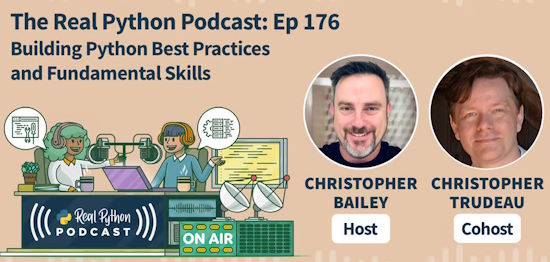 The Real Python Podcast: Ep 176
Building Python Best Practices
and Fundamental Skills
Real Python
PODCAST
ON AIR
CHRISTOPHER
BAILEY
Host
CHRISTOPHER
TRUDEAU
Cohost